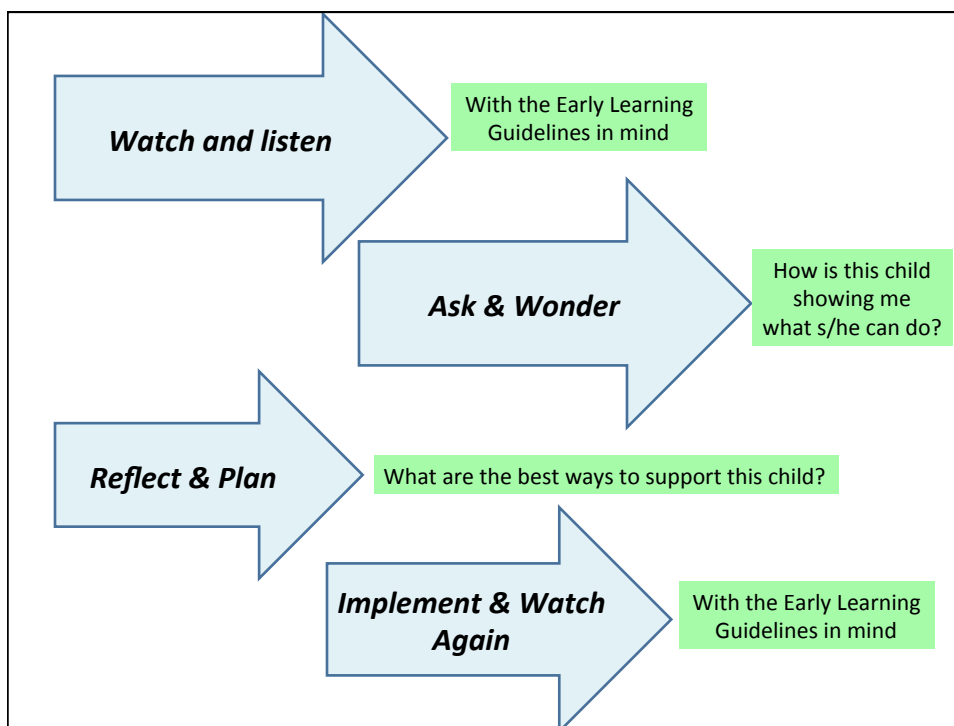 Watch and listen
With the Early Learning
Guidelines in mind
Ask & Wonder
How is this child
showing me
what s/he can do?
Reflect & Plan
What are the best ways to support this child?
Implement & Watch
Again
With the Early Learning
Guidelines in mind